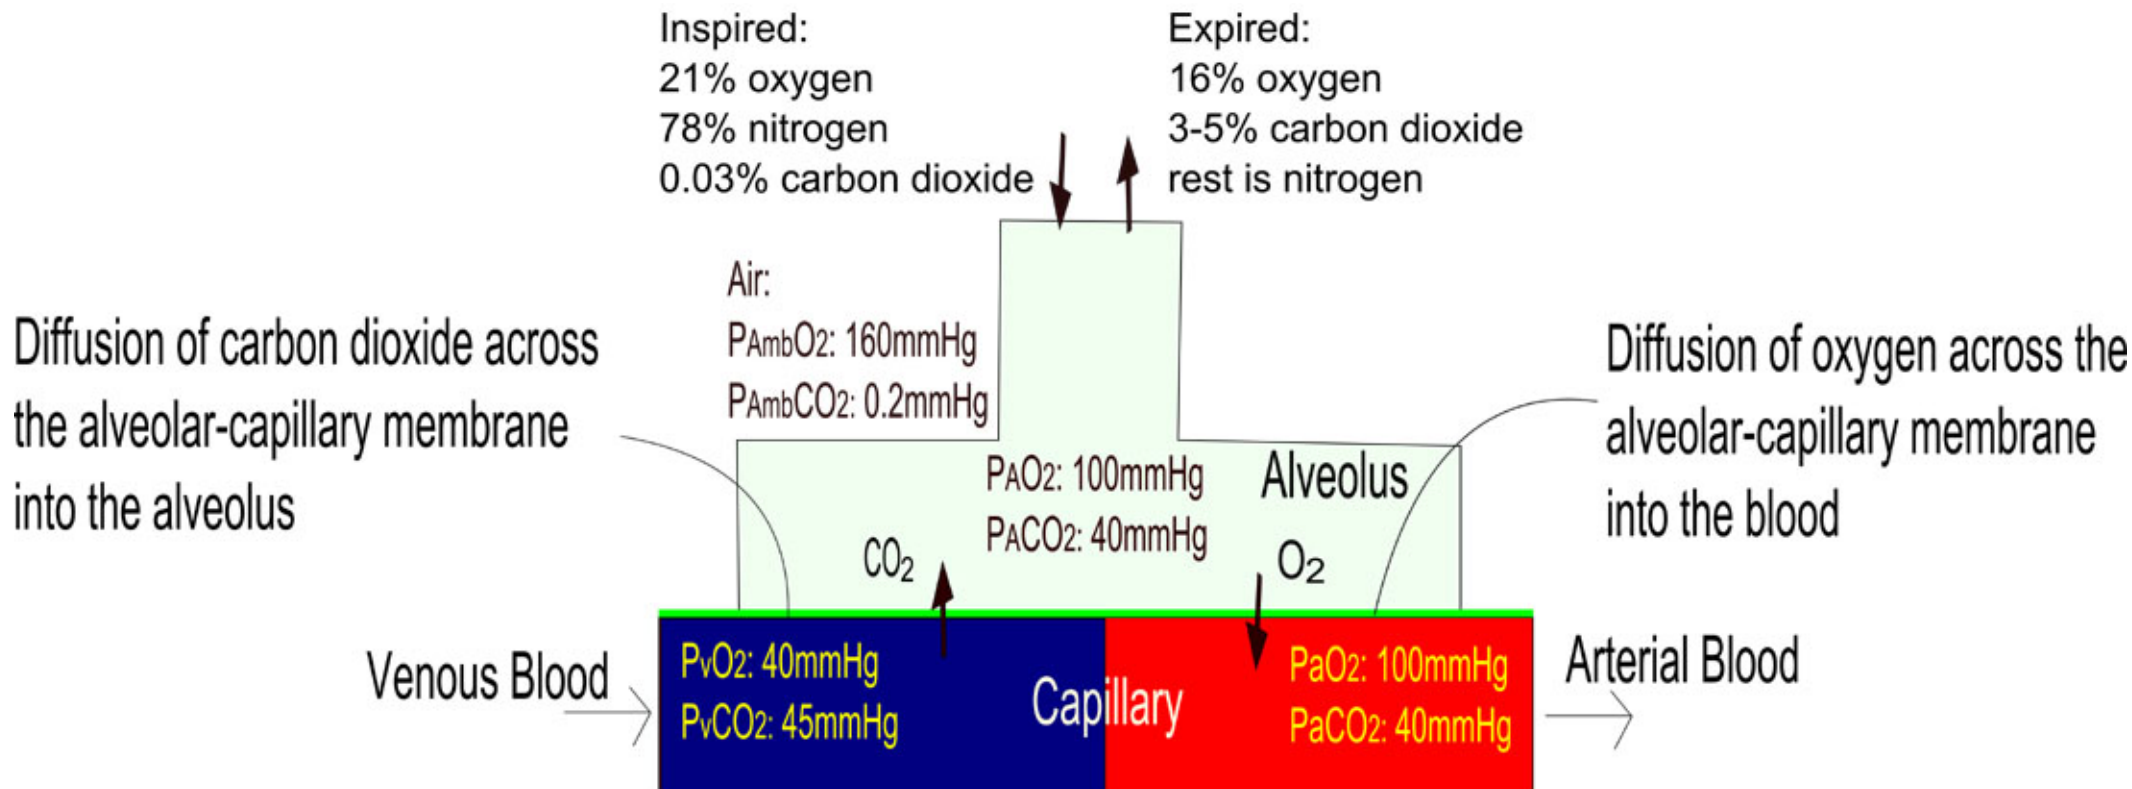 Inspired:
21% oxygen
78% nitrogen
0.03% carbon dioxide
Expired:
16% oxygen
3-5% carbon dioxide
rest is nitrogen
Air:
PAmbO2: 160mmHg
PAmbCO2: 0.2mmHg
Diffusion of carbon dioxide across
the alveolar-capillary membrane
into the alveolus
Diffusion of oxygen across the
alveolar-capillary membrane
into the blood
PAO2: 100mmHg
PACO2: 40mmHg
Alveolus
CO2
O2
Venous Blood
PvO2: 40mmHg
PvCO2: 45mmHg
Capillary
PaO2: 100mmHg
PaCO2: 40mmHg
Arterial Blood